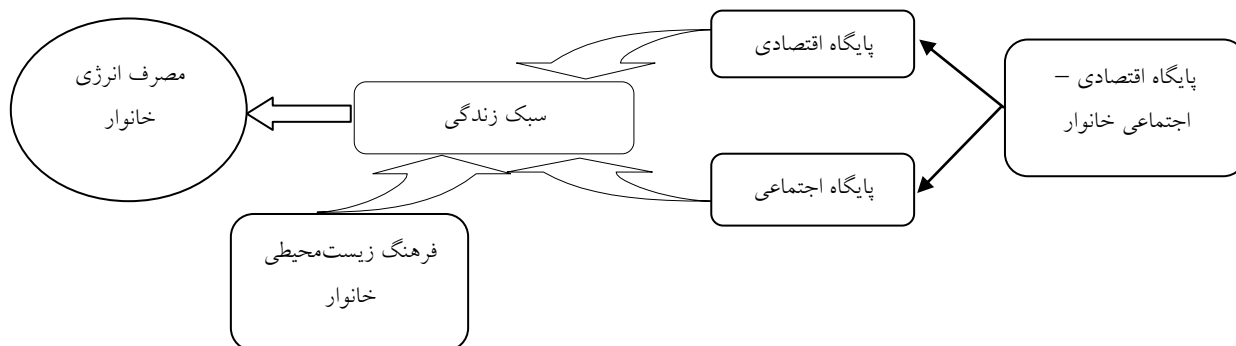 پایگاه اقتصادی –
اجتماعی خانوار
پایگاه اقتصادی
پایگاه اجتماعی
سبک زندگی
فرهنگ زیست‌محیطی
خانوار
مصرف انرژی
خانوار